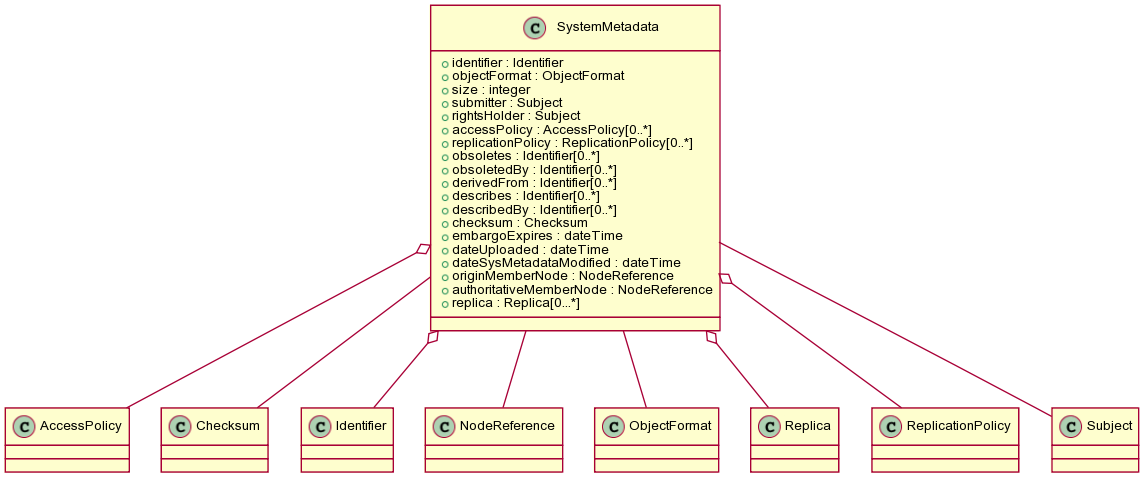 C SystemMetadata
identifier : Identifier
objectFormat : ObjectFormat
size : integer
submitter : Subject
rightsHolder : Subject
accessPolicy : AccessPolicy[0..*]
replicationPolicy : ReplicationPolicy[0..*]
obsoletes : Identifier[0..*]
obsoletedBy : Identifier[0..*]
derivedFrom : Identifier[0..*]
describes : Identifier[0..*]
describedBy : Identifier[0..*]
checksum : Checksum
embargoExpires : dateTime
dateUploaded : dateTime
dateSysMetadataModified : dateTime
originMemberNode : NodeReference
authoritativeMemberNode : NodeReference
replica : Replica[0...*]
C AccessPolicy
C Checksum
C Identifier
C NodeReference
C ObjectFormat
C Replica
C ReplicationPolicy
C Subject